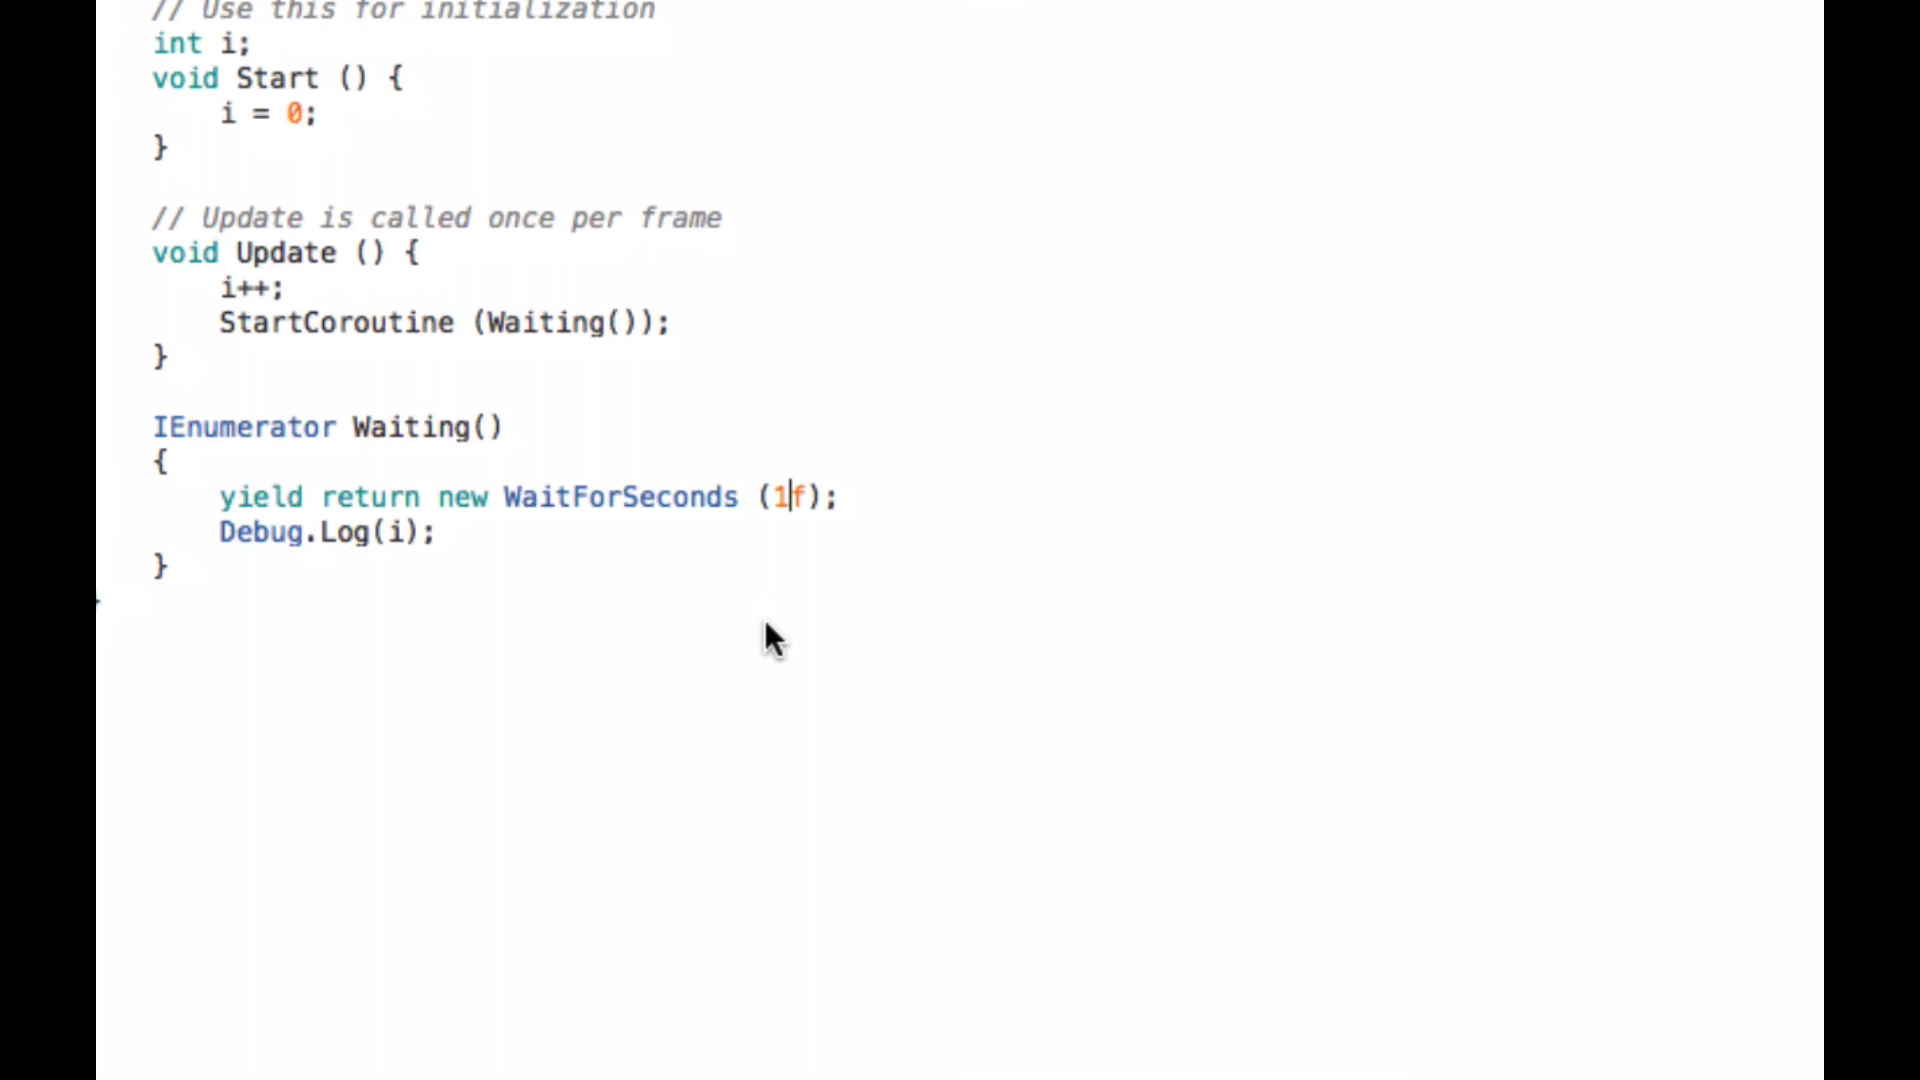 // Use this for initialization
int i;
void Start () {
i = 0;
}
// Update is called once per frame
void Update () {
i++;
StartCoroutine (Waiting());
}
IEnumerator Waiting()
{
yield return new WaitForSeconds (1f);
Debug.Log(i);
}